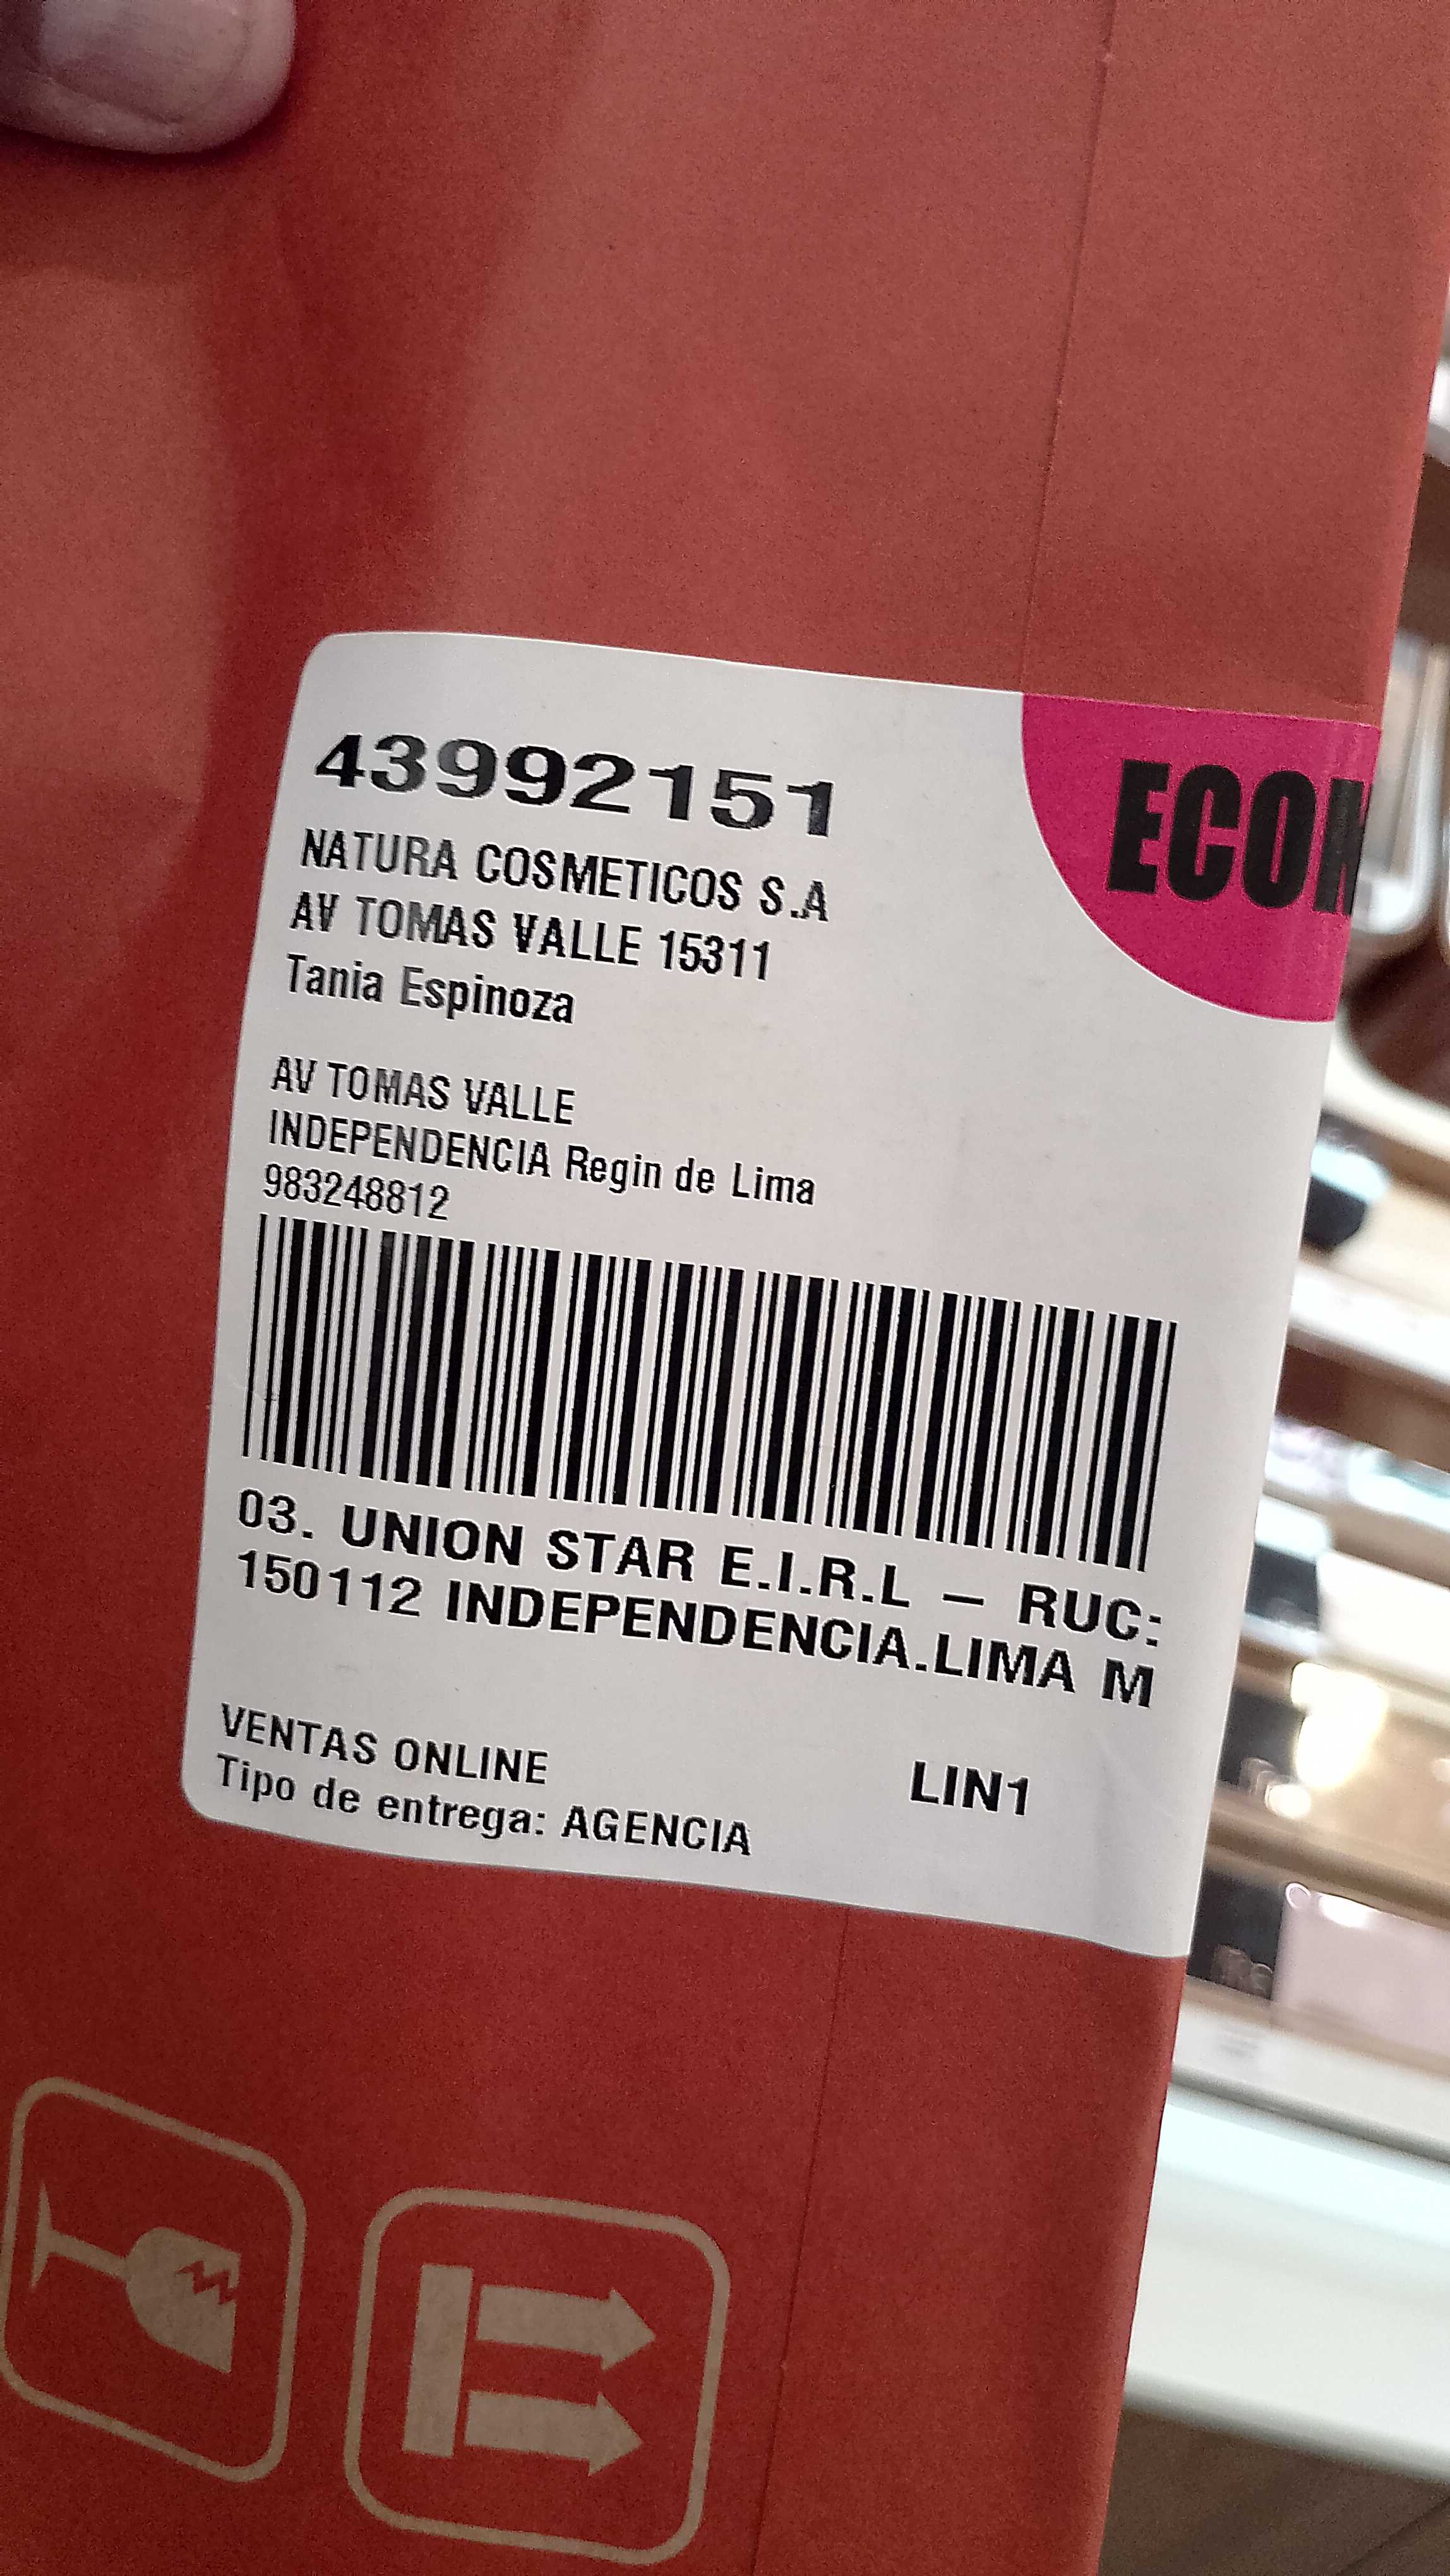 43992151
ECOM
NATURA COSMETICOS S.A
AV TOMAS VALLE 15311
Tania Espinoza
AV TOMAS VALLE
INDEPENDENCIA Regin de Lima
983248812
03. UNION STAR E.I.R.L – RUC:
150112 INDEPENDENCIA.LIMA M
VENTAS ONLINE
LIN1
Tipo de entrega: AGENCIA